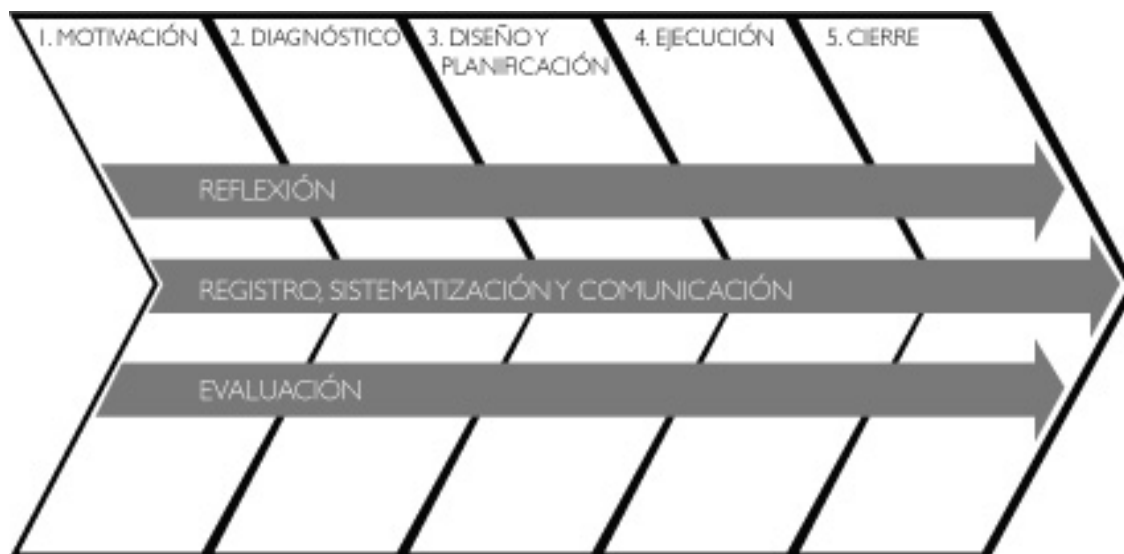 1. MOTIVACIÓN
2. DIAGNÓSTICO
3. DISEÑO Y
PLANIFICACIÓN
4. EJECUCIÓN
5. CIERRE
REFLEXIÓN
REGISTRO, SISTEMATIZACIÓN Y COMUNICACIÓN
EVALUACIÓN